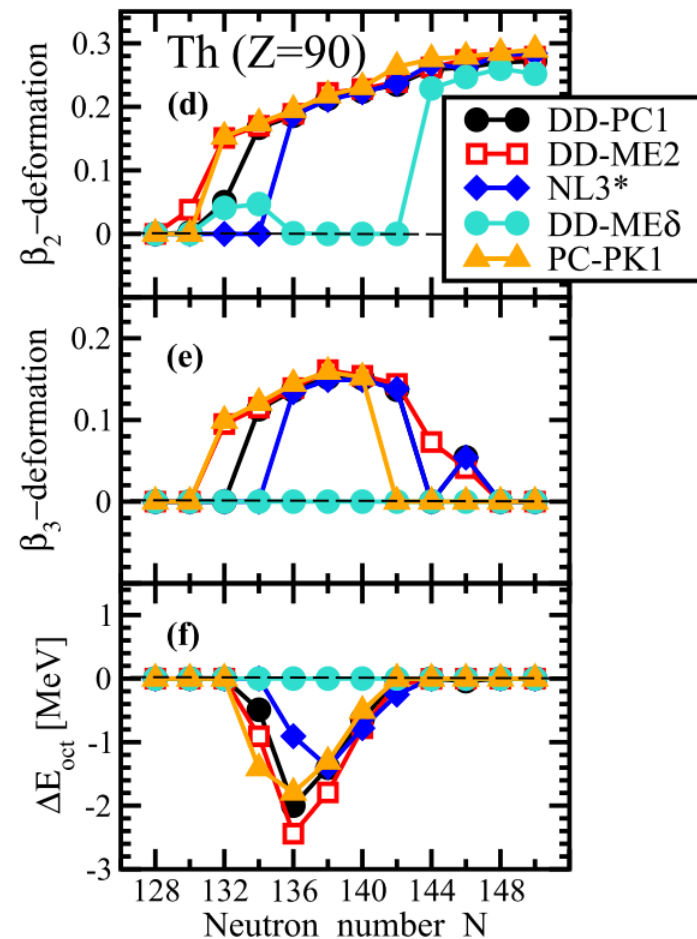 Th (Z=90)
(d)
β₂−deformation
0.3
0.2
0.1
0
DD-PC1
DD-ME2
NL3*
DD-MEδ
PC-PK1
(e)
β₃−deformation
0.2
0.1
0
(f)
ΔE_oct [MeV]
1
0
-1
-2
-3
128 132 136 140 144 148
Neutron number N